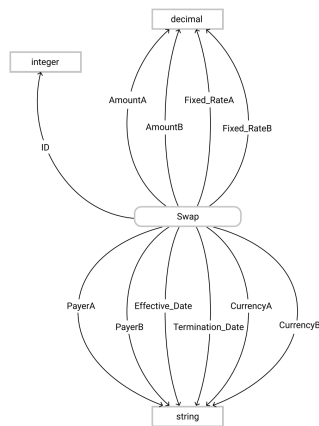 decimal
integer
AmountA
Fixed_RateA
AmountB
Fixed_RateB
ID
Swap
PayerA
Effective_Date
CurrencyA
PayerB
Termination_Date
CurrencyB
string